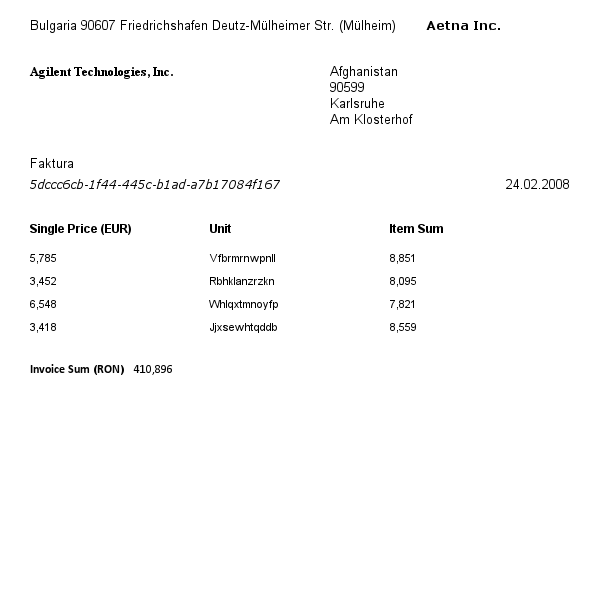 Bulgaria 90607 Friedrichshafen Deutz-Mülheimer Str. (Mülheim) Aetna Inc.
Agilent Technologies, Inc.
Afghanistan
90599
Karlsruhe
Am Klosterhof
Faktura
5dccc6cb-1f44-445c-b1ad-a7b17084f167 24.02.2008
Single Price (EUR) Unit Item Sum
5,785 Vfbrmrnwpnll 8,851
3,452 Rbhklanzrzkn 8,095
6,548 Whlqxtmnoyfp 7,821
3,418 Jjxsewhtqddb 8,559
Invoice Sum (RON) 410,896